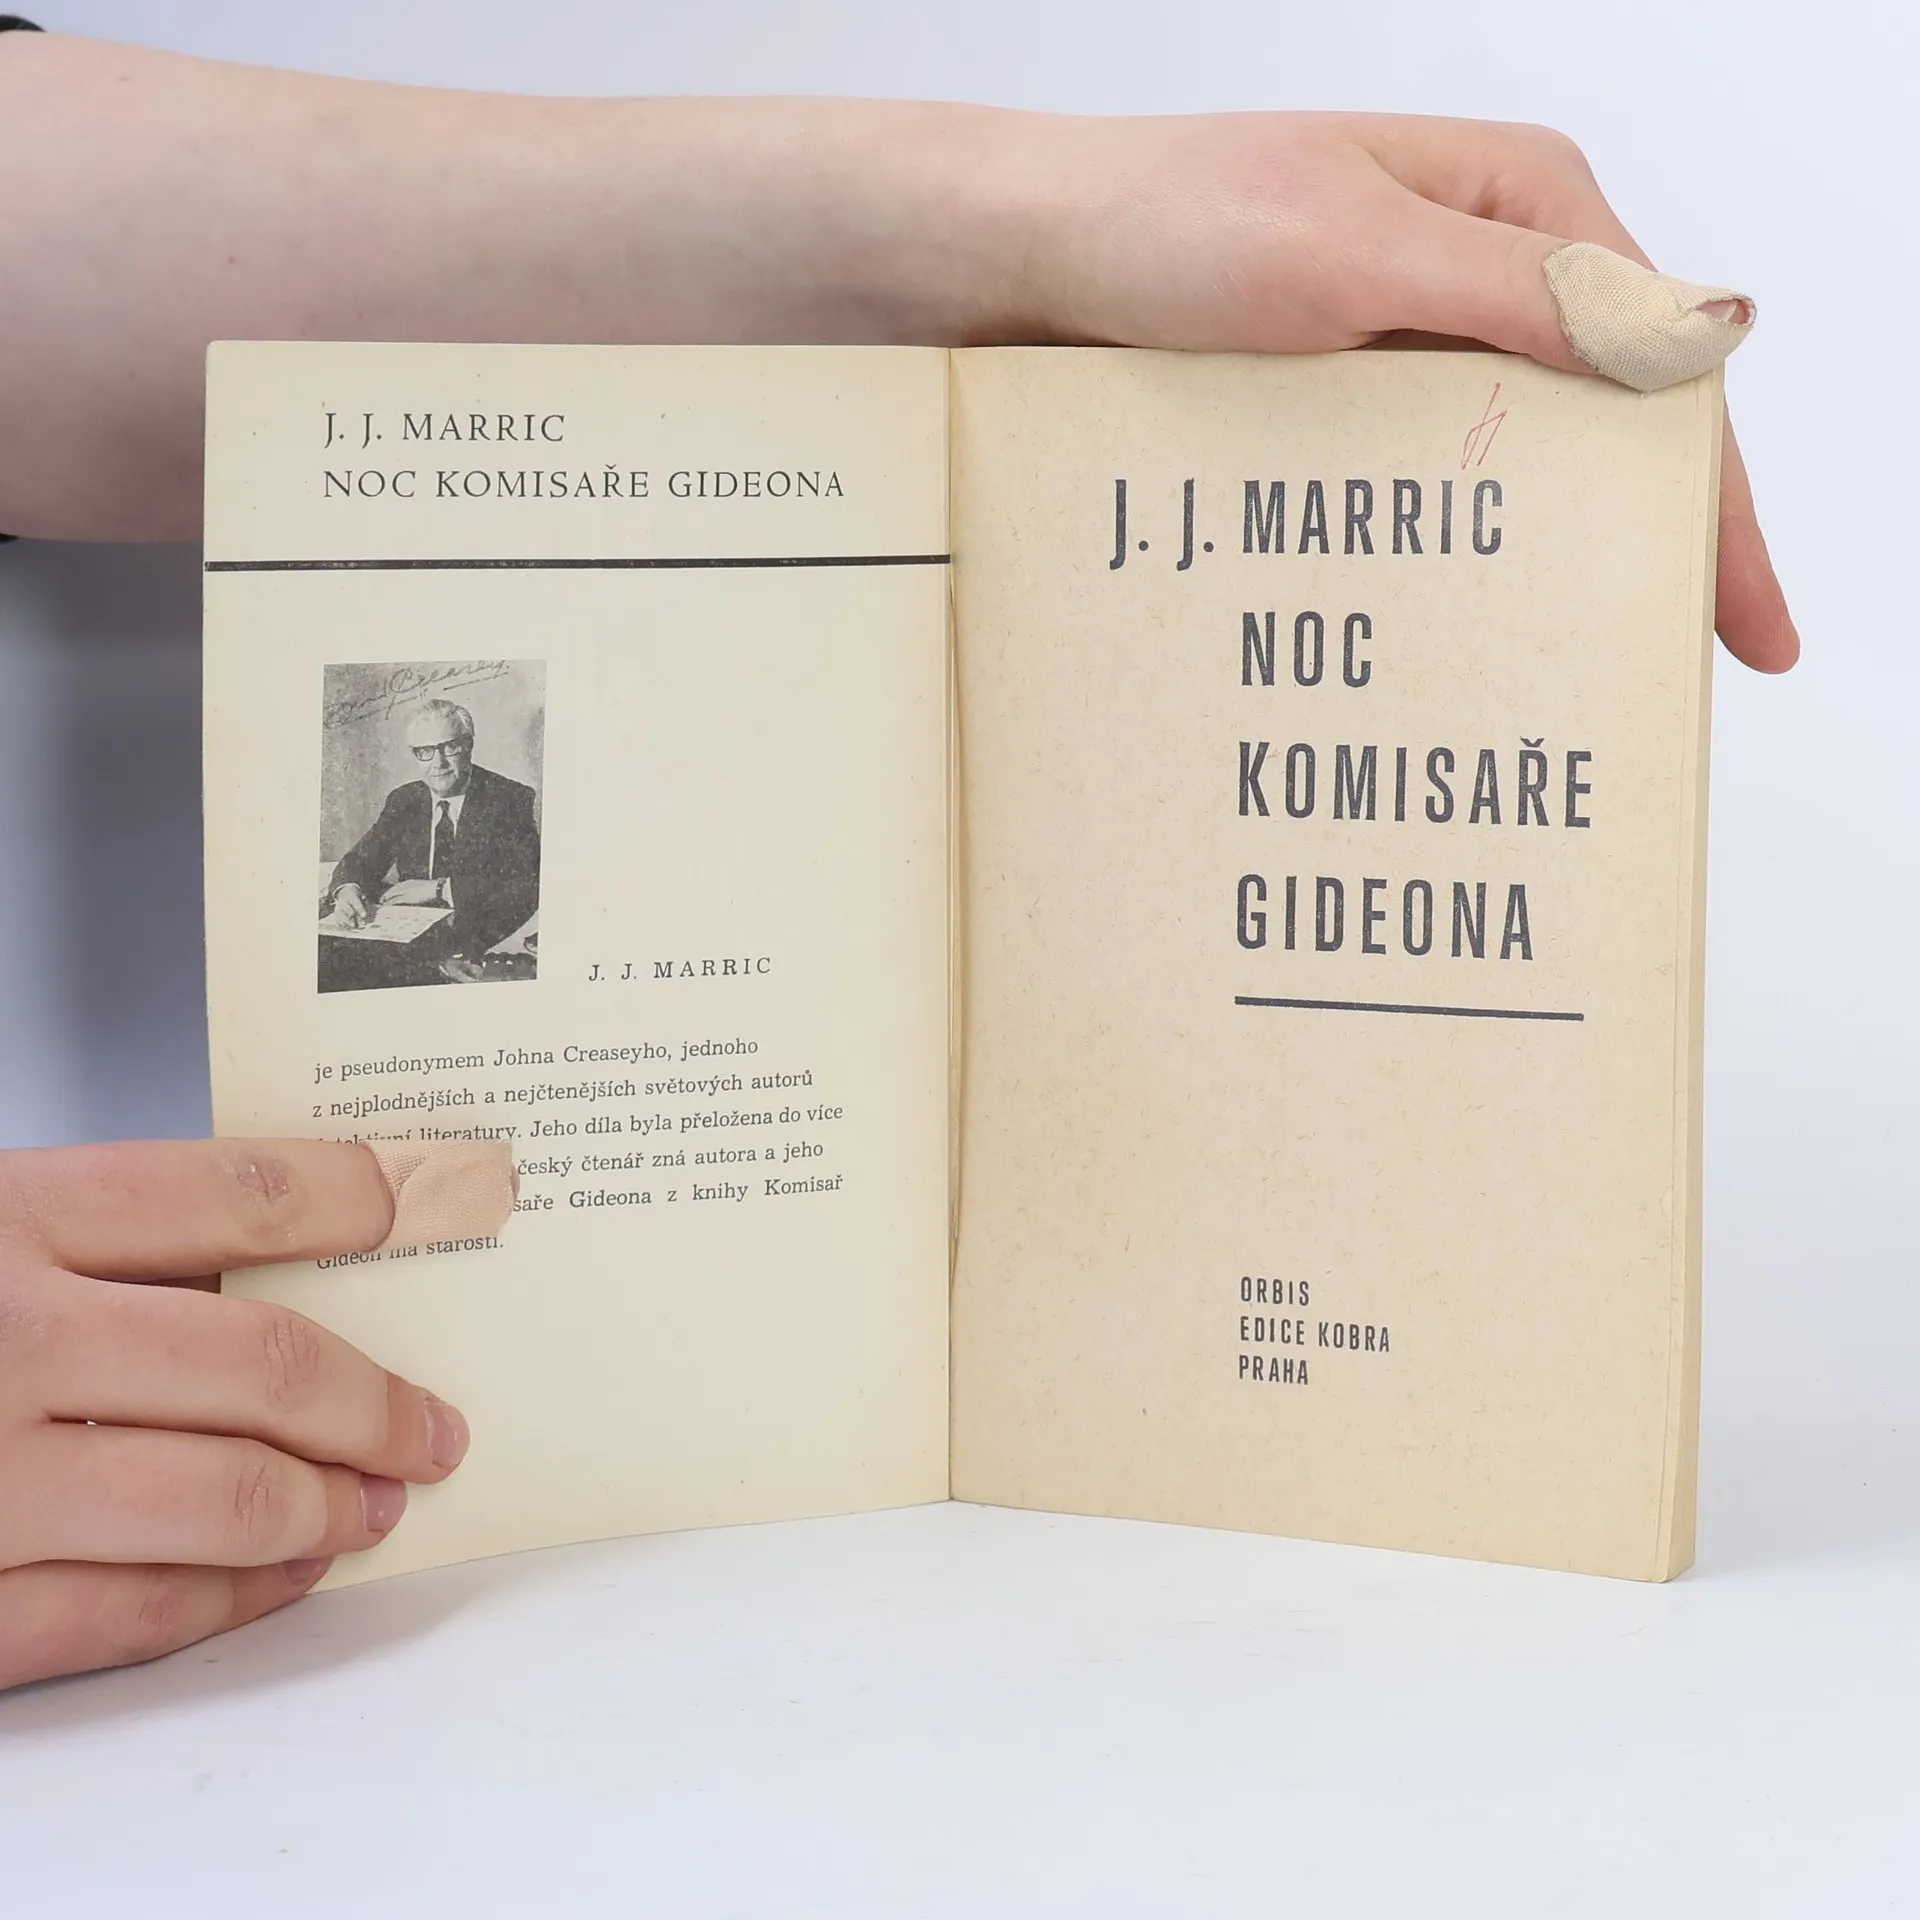 J. J. MARRIC
NOC KOMISAŘE GIDEONA
J. J. MARRIC
je pseudonymem Johna Creaseyho, jednoho
z nejplodnějších a nejčtenějších světových autorů
literatury. Jeho díla byla přeložena do více
český čtenář zná autora a jeho
Gideona z knihy Komisař
Gideon má starosti.
J. J. MARRIC
NOC
KOMISAŘE
GIDEONA
ORBIS
EDICE KOBRA
PRAHA